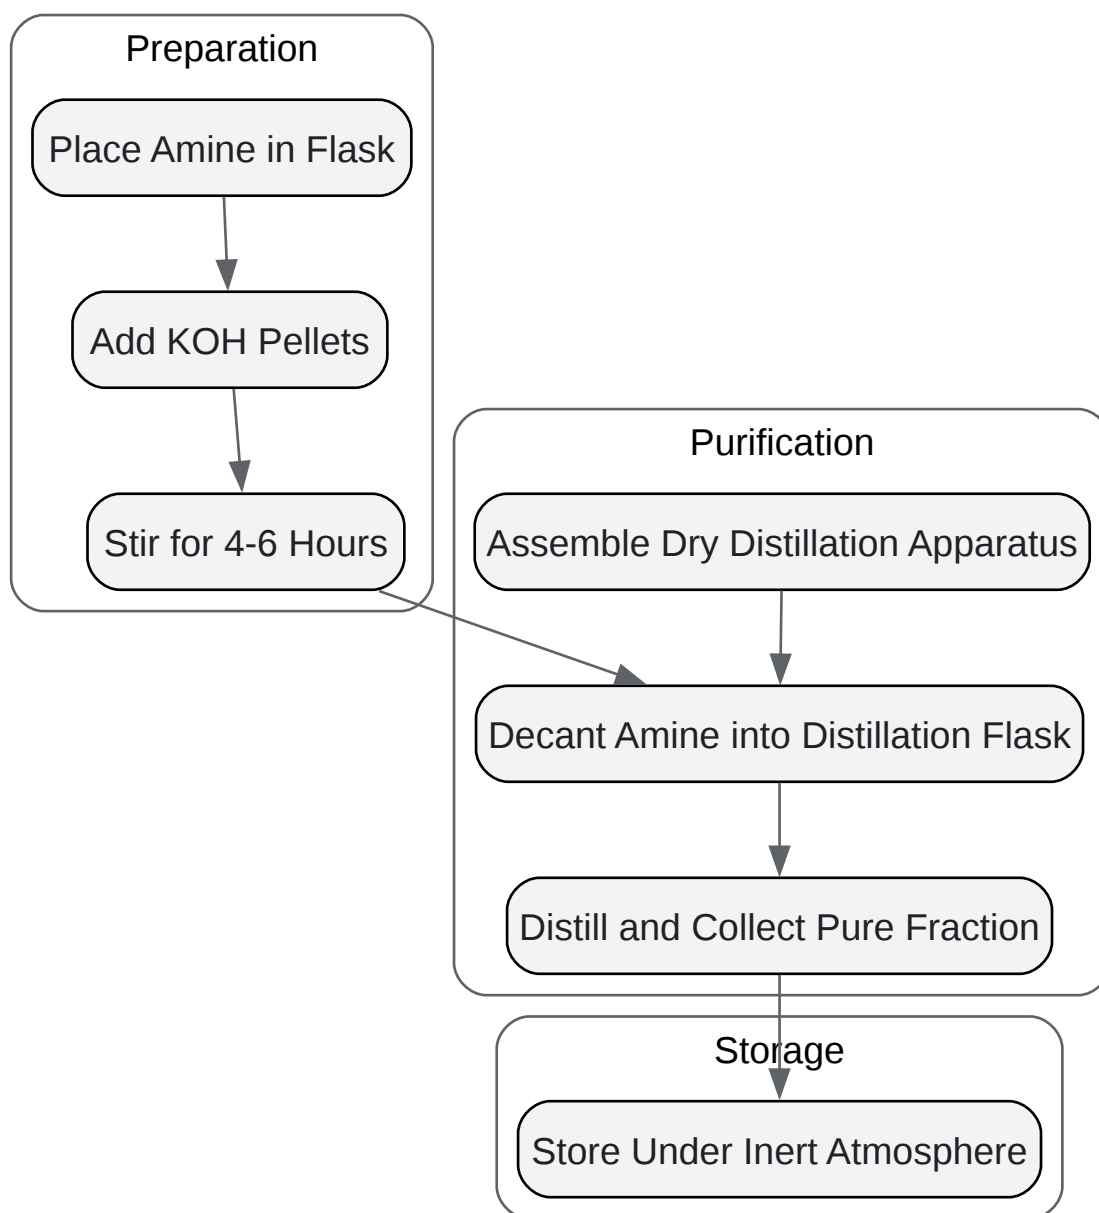 Preparation
Place Amine in Flask
Add KOH Pellets
Stir for 4-6 Hours
Purification
Assemble Dry Distillation Apparatus
Decant Amine into Distillation Flask
Distill and Collect Pure Fraction
Storage
Store Under Inert Atmosphere